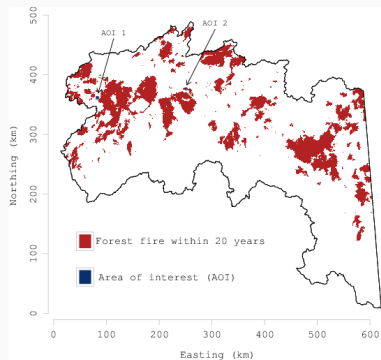 500
AOI 2
AOI 1
400
300
Northing (km)
200
Forest fire within 20 years
100
Area of interest (AOI)
0
0 100 200 300 400 500 600
Easting (km)